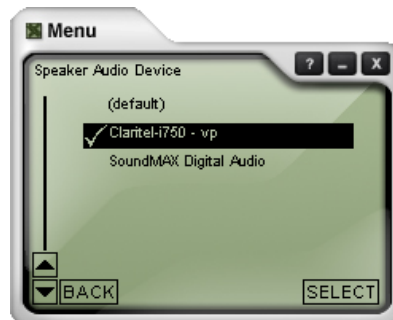 Menu
? - X
Speaker Audio Device
(default)
Claritel-i750 - vp
SoundMAX Digital Audio
BACK SELECT